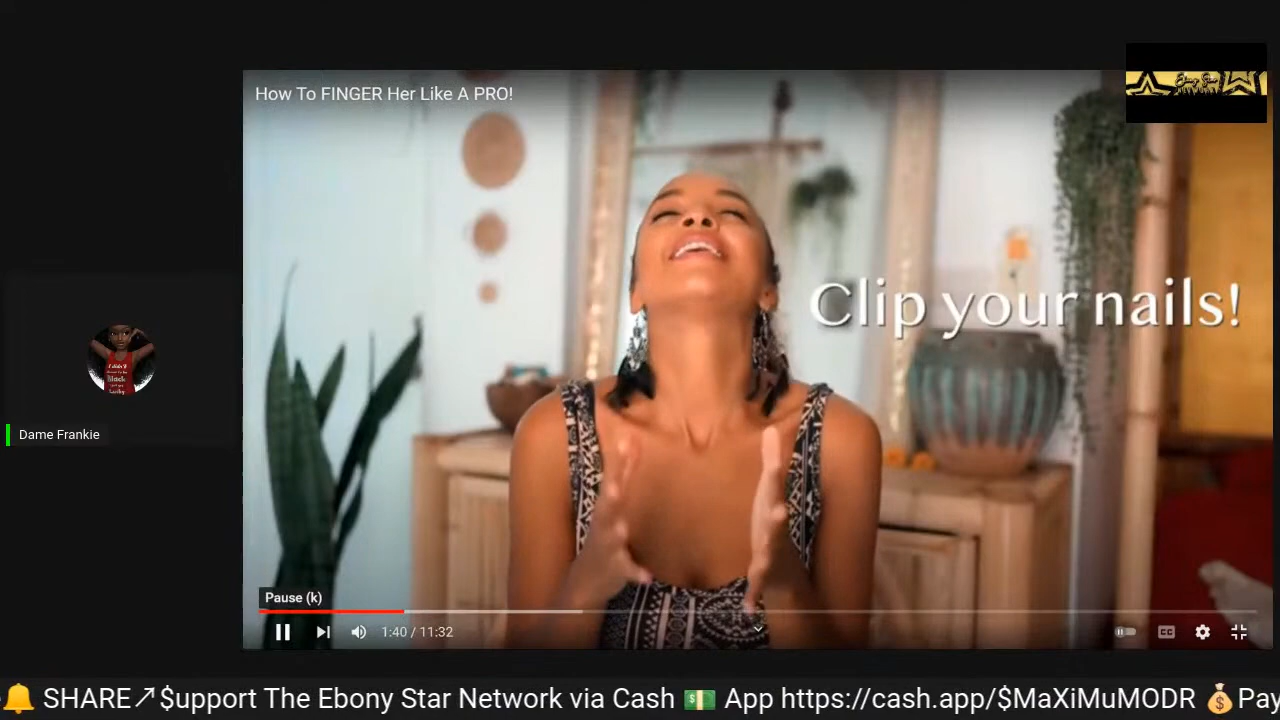 How To FINGER Her Like A PRO!
Clip your nails!
Dame Frankie
Pause (k)
1:40 / 11:32
CC
🔔 SHARE↗$upport The Ebony Star Network via Cash 💵 App https://cash.app/$MaXiMuMODR 💰Pay